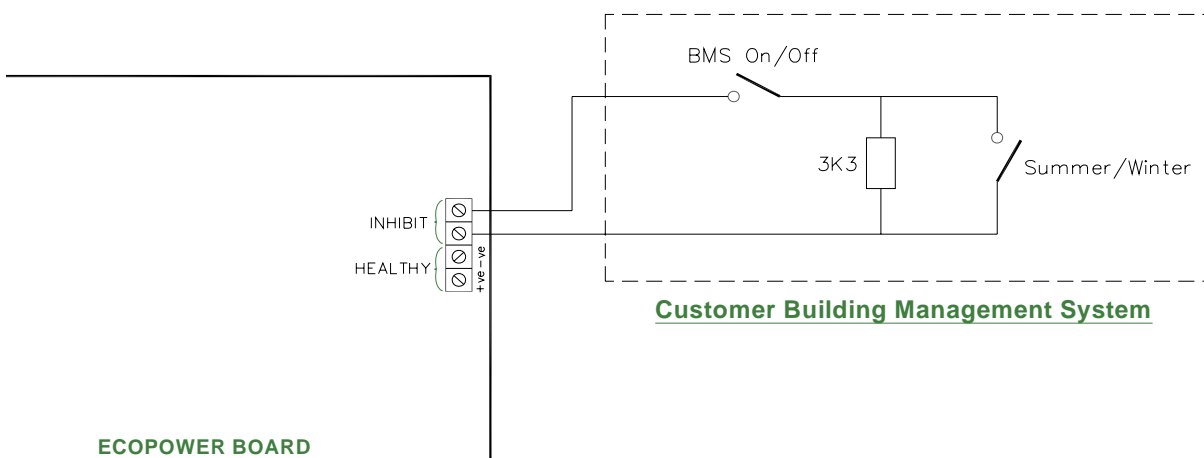 BMS On/Off
3K3
Summer/Winter
INHIBIT
HEALTHY
+ve -ve
Customer Building Management System
ECOPOWER BOARD